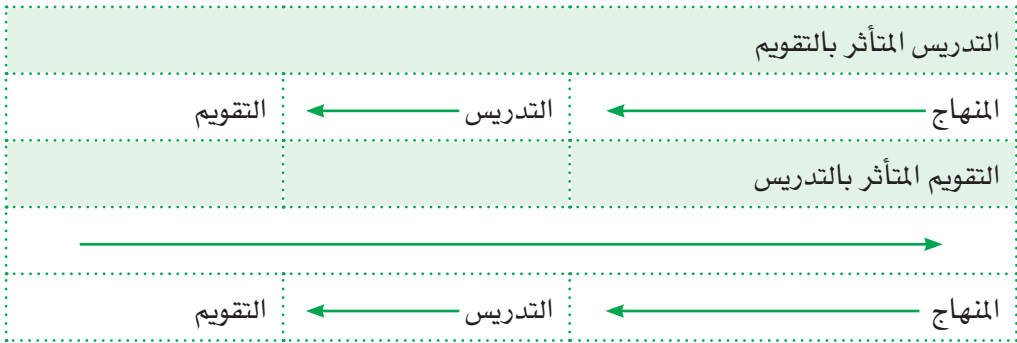 التدريس المتأثر بالتقويم
المنهاج التدريس التقويم
التقويم المتأثر بالتدريس
المنهاج التدريس التقويم